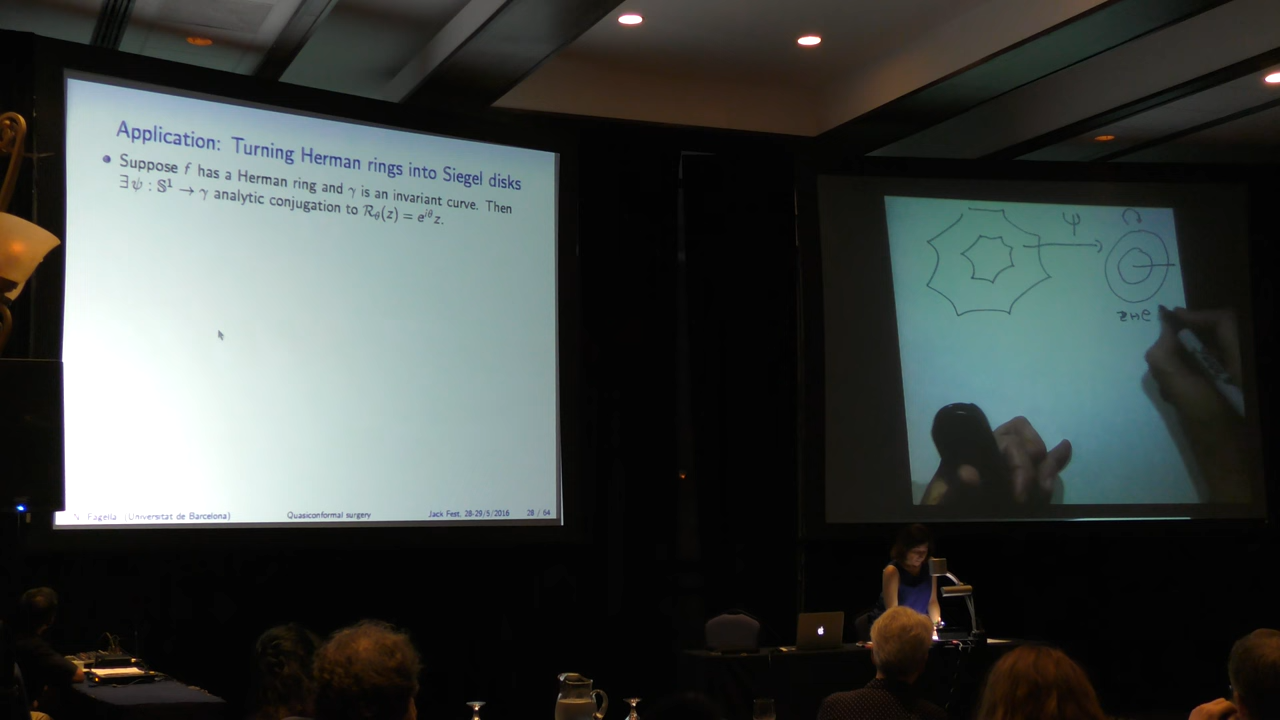 Application: Turning Herman rings into Siegel disks
Suppose f has a Herman ring and γ is an invariant curve. Then
∃ψ : 𝕊¹ → γ analytic conjugation to ℛ_θ(z) = e^{iθ}z.
N. Fagella (Universitat de Barcelona)
Quasiconformal surgery
Jack Fest, 28-29/5/2016
28 / 64
φ
z ↦ e